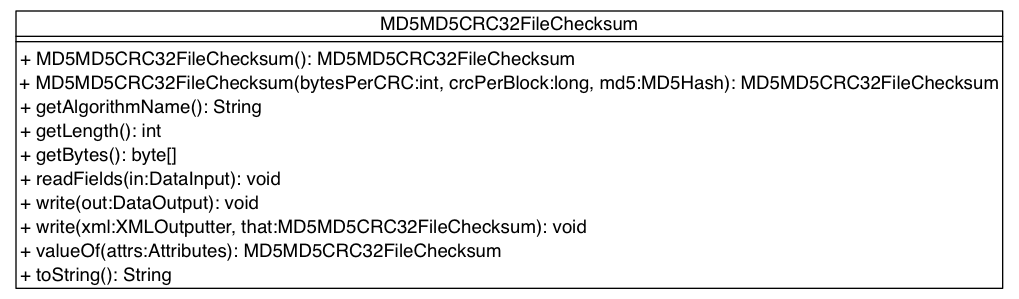 MD5MD5CRC32FileChecksum
+ MD5MD5CRC32FileChecksum(): MD5MD5CRC32FileChecksum
+ MD5MD5CRC32FileChecksum(bytesPerCRC:int, crcPerBlock:long, md5:MD5Hash): MD5MD5CRC32FileChecksum
+ getAlgorithmName(): String
+ getLength(): int
+ getBytes(): byte[]
+ readFields(in:DataInput): void
+ write(out:DataOutput): void
+ write(xml:XMLOutputter, that:MD5MD5CRC32FileChecksum): void
+ valueOf(attrs:Attributes): MD5MD5CRC32FileChecksum
+ toString(): String